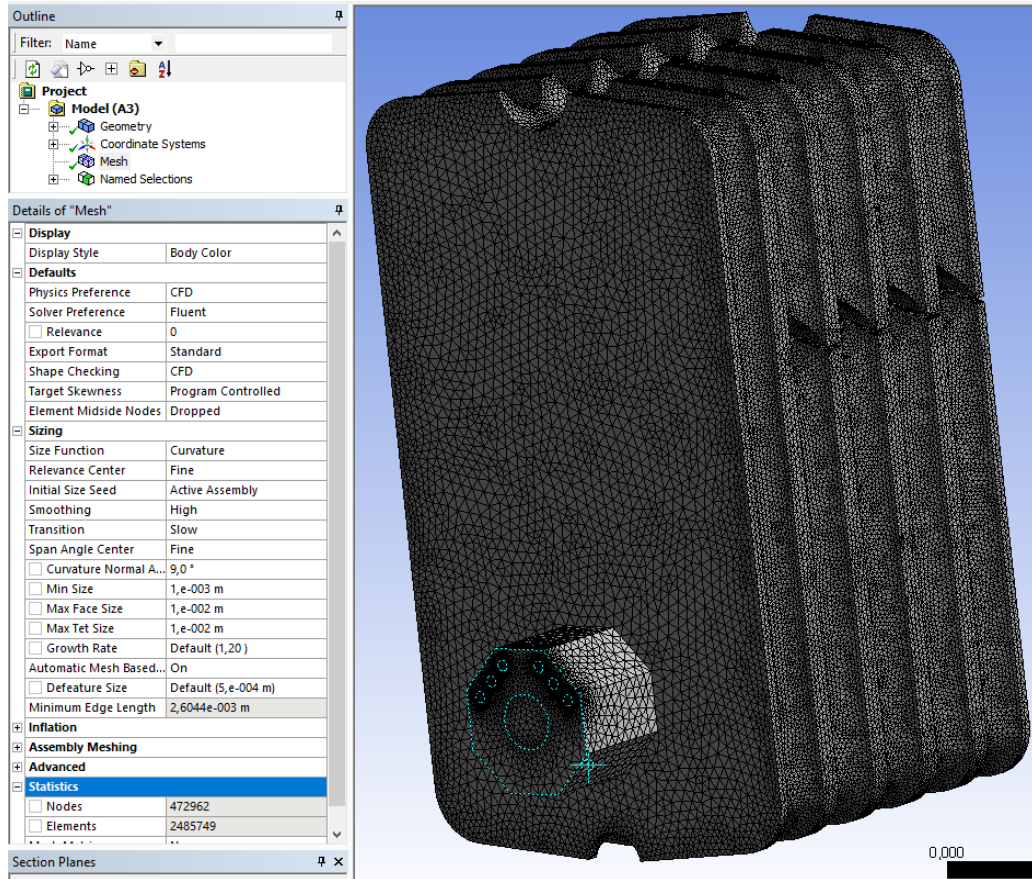 Outline
Filter: Name
Project
Model (A3)
Geometry
Coordinate Systems
Mesh
Named Selections
Details of "Mesh"
Display
Display Style Body Color
Defaults
Physics Preference CFD
Solver Preference Fluent
Relevance 0
Export Format Standard
Shape Checking CFD
Target Skewness Program Controlled
Element Midside Nodes Dropped
Sizing
Size Function Curvature
Relevance Center Fine
Initial Size Seed Active Assembly
Smoothing High
Transition Slow
Span Angle Center Fine
Curvature Normal A... 9,0 °
Min Size 1,e-003 m
Max Face Size 1,e-002 m
Max Tet Size 1,e-002 m
Growth Rate Default (1,20 )
Automatic Mesh Based... On
Defeature Size Default (5,e-004 m)
Minimum Edge Length 2,6044e-003 m
Inflation
Assembly Meshing
Advanced
Statistics
Nodes 472962
Elements 2485749
Section Planes
0,000